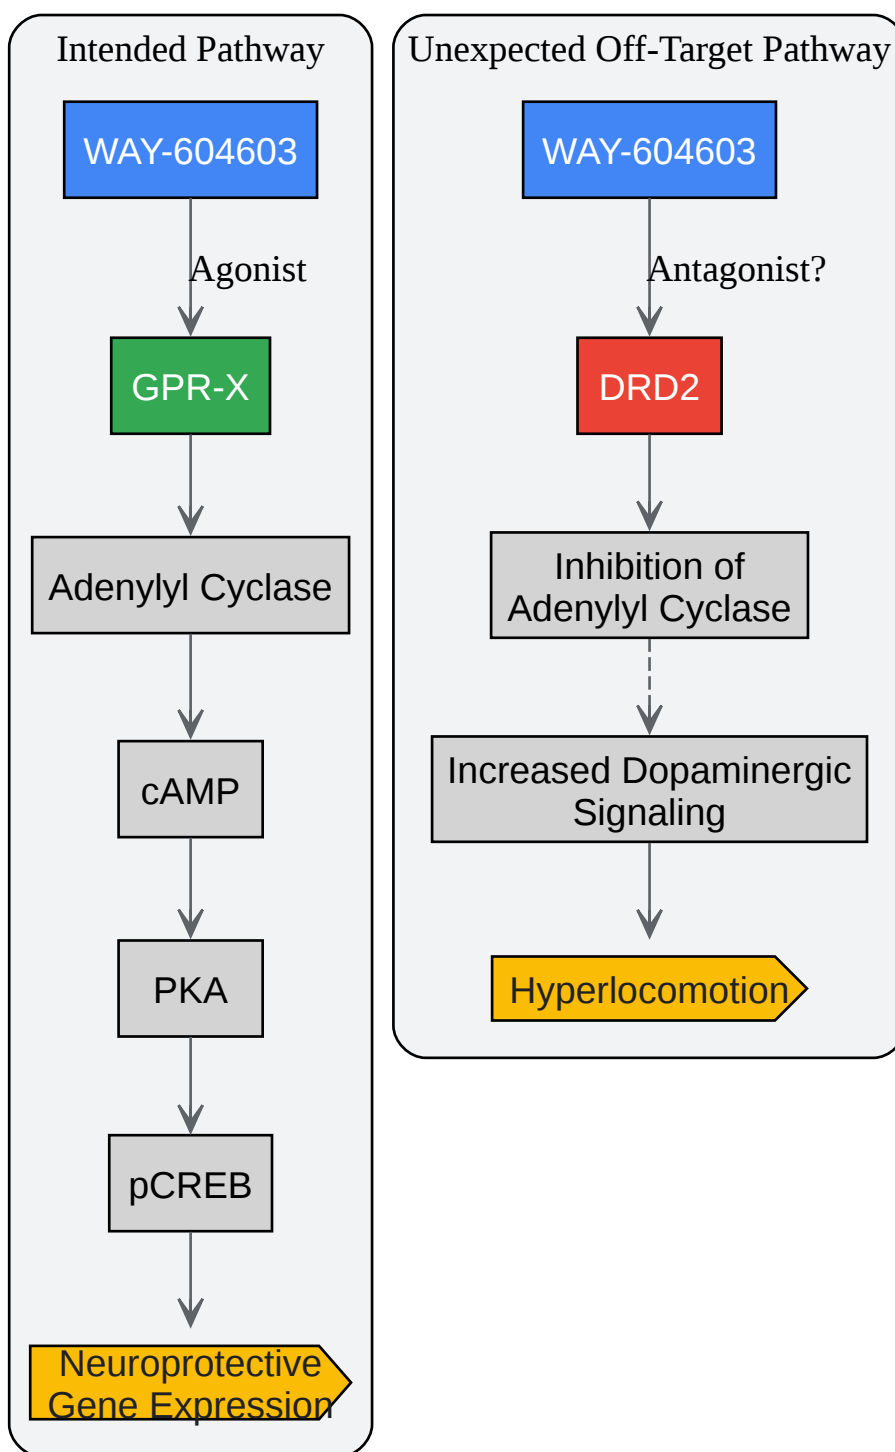 Intended Pathway
WAY-604603
Agonist
GPR-X
Adenylyl Cyclase
cAMP
PKA
pCREB
Neuroprotective
Gene Expression
Unexpected Off-Target Pathway
WAY-604603
Antagonist?
DRD2
Inhibition of
Adenylyl Cyclase
Increased Dopaminergic
Signaling
Hyperlocomotion